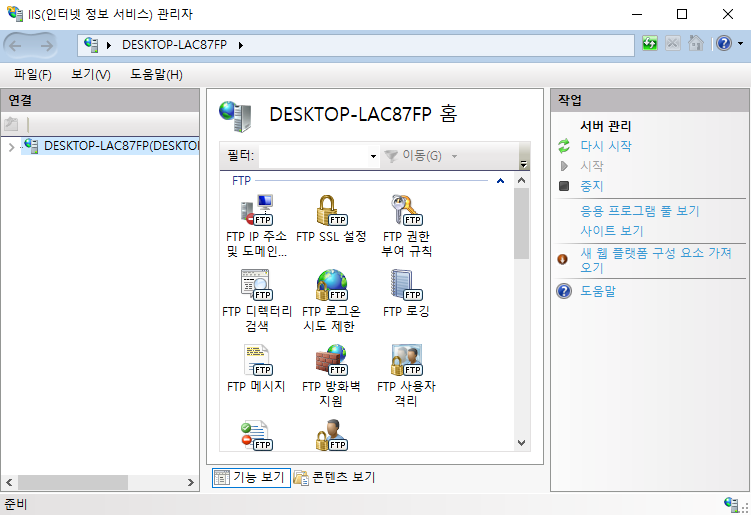 IIS(인터넷 정보 서비스) 관리자
DESKTOP-LAC87FP
파일(F) 보기(V) 도움말(H)
연결
DESKTOP-LAC87FP(DESKTO
DESKTOP-LAC87FP 홈
필터: 이동(G)
FTP
FTP IP 주소 및 도메인...
FTP SSL 설정
FTP 권한 부여 규칙
FTP 디렉터리 검색
FTP 로그온 시도 제한
FTP 로깅
FTP 메시지
FTP 방화벽 지원
FTP 사용자 격리
FTP
FTP
기능 보기 콘텐츠 보기
작업
서버 관리
다시 시작
시작
중지
응용 프로그램 풀 보기
사이트 보기
새 웹 플랫폼 구성 요소 가져
오기
도움말
준비